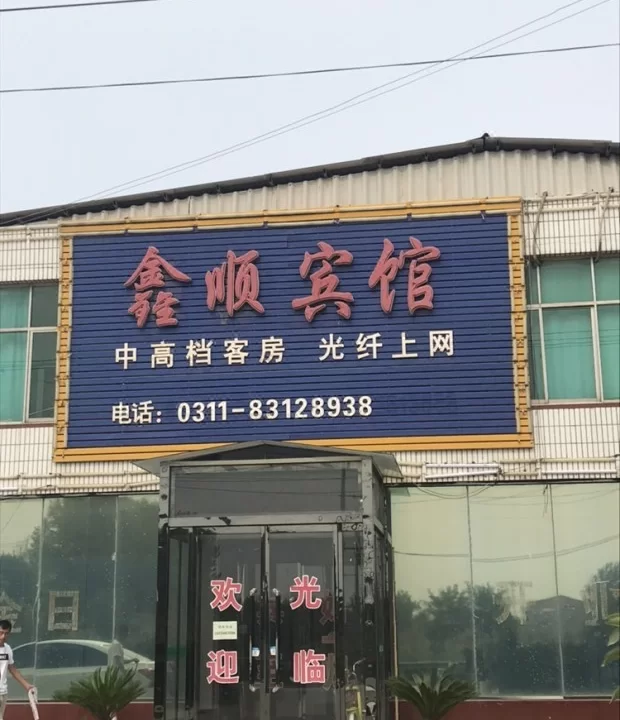 鑫顺宾馆
中高档客房 光纤上网
电话：0311-83128938
欢迎
光临